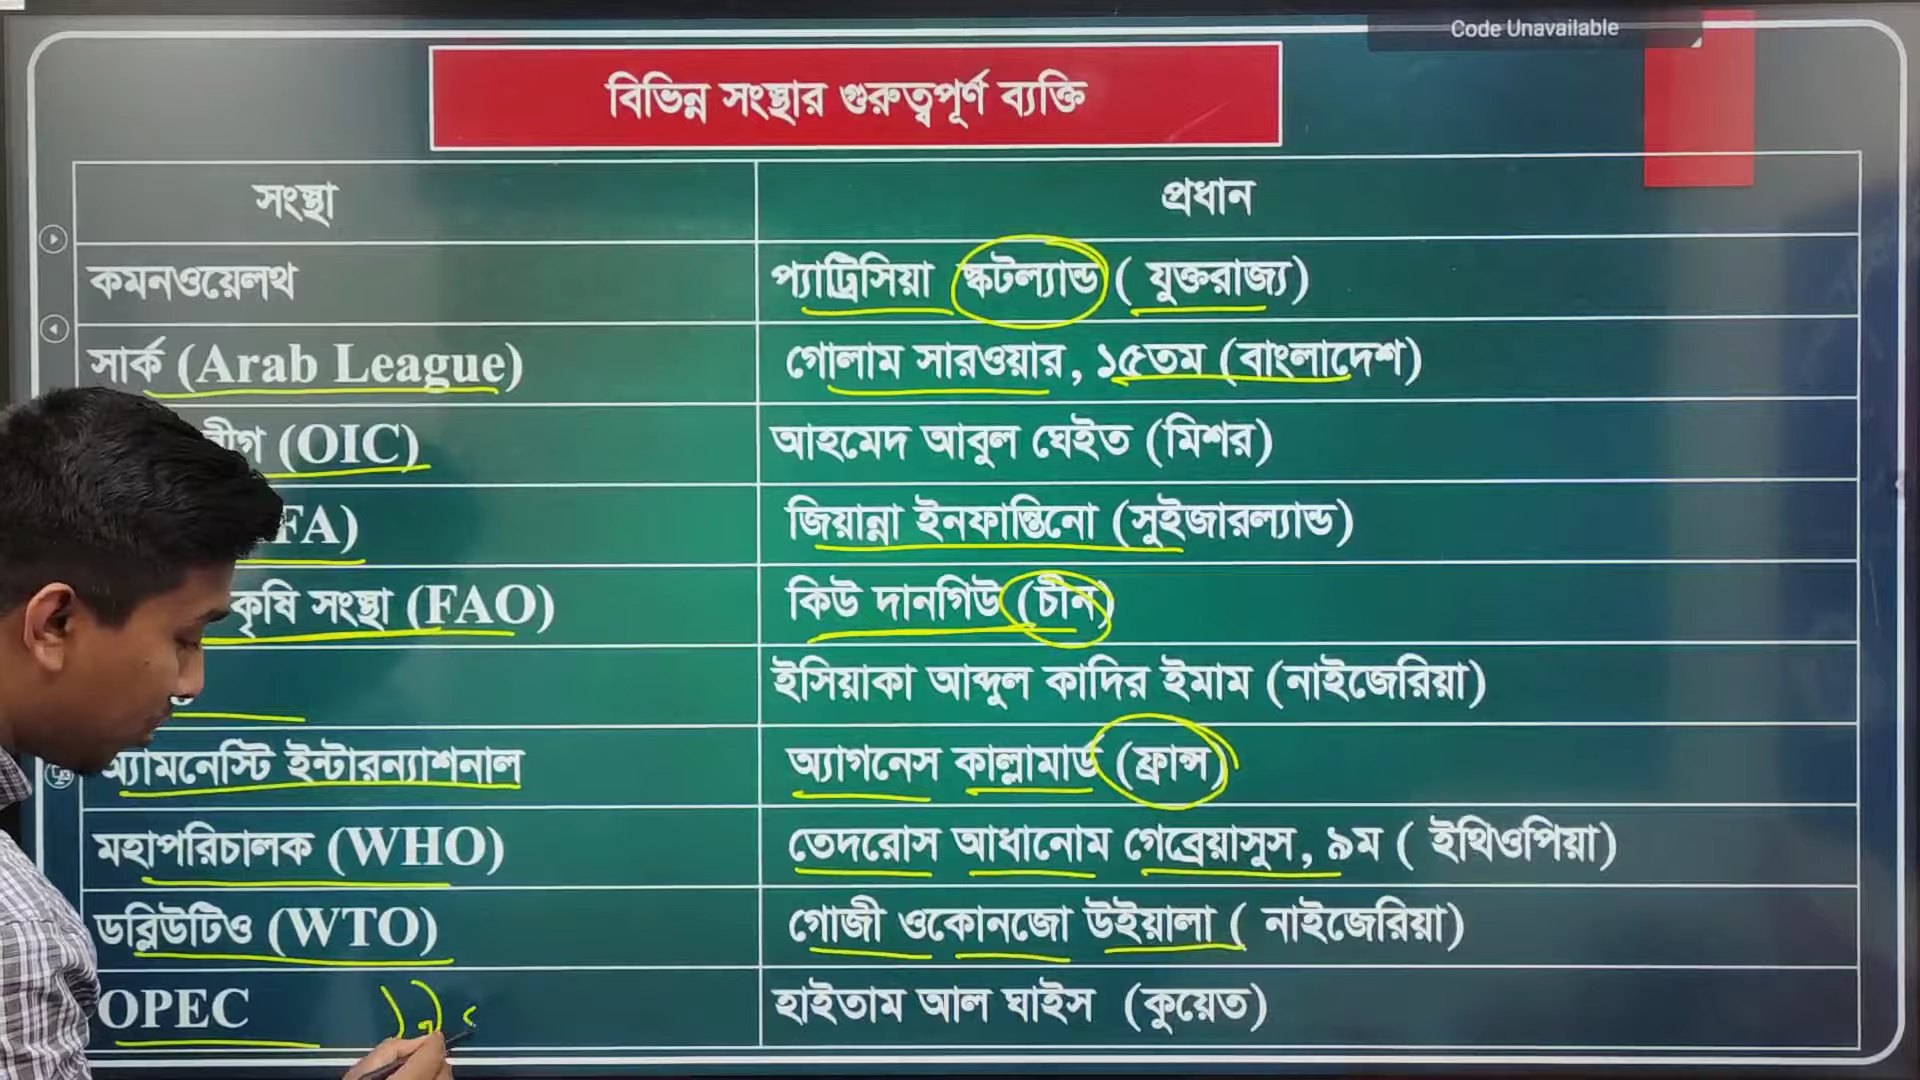 Code Unavailable
বিভিন্ন সংস্থার গুরুত্বপূর্ণ ব্যক্তি
সংস্থা প্রধান
কমনওয়েলথ প্যাট্রিসিয়া স্কটল্যান্ড ( যুক্তরাজ্য)
সার্ক (Arab League) গোলাম সারওয়ার, ১৫তম (বাংলাদেশ)
(OIC) আহমেদ আবুল ঘেইত (মিশর)
জিয়ান্না ইনফান্তিনো (সুইজারল্যান্ড)
কৃষি সংস্থা (FAO) কিউ দানগিউ (চীন)
ইসিয়াকা আব্দুল কাদির ইমাম (নাইজেরিয়া)
অ্যামনেস্টি ইন্টারন্যাশনাল অ্যাগনেস কাল্লামার্ড (ফ্রান্স)
মহাপরিচালক (WHO) তেদরোস আধানোম গেব্রেয়াসুস, ৯ম ( ইথিওপিয়া)
ডব্লিউটিও (WTO) গোজী ওকোনজো উইয়ালা ( নাইজেরিয়া)
OPEC হাইতাম আল ঘাইস (কুয়েত)